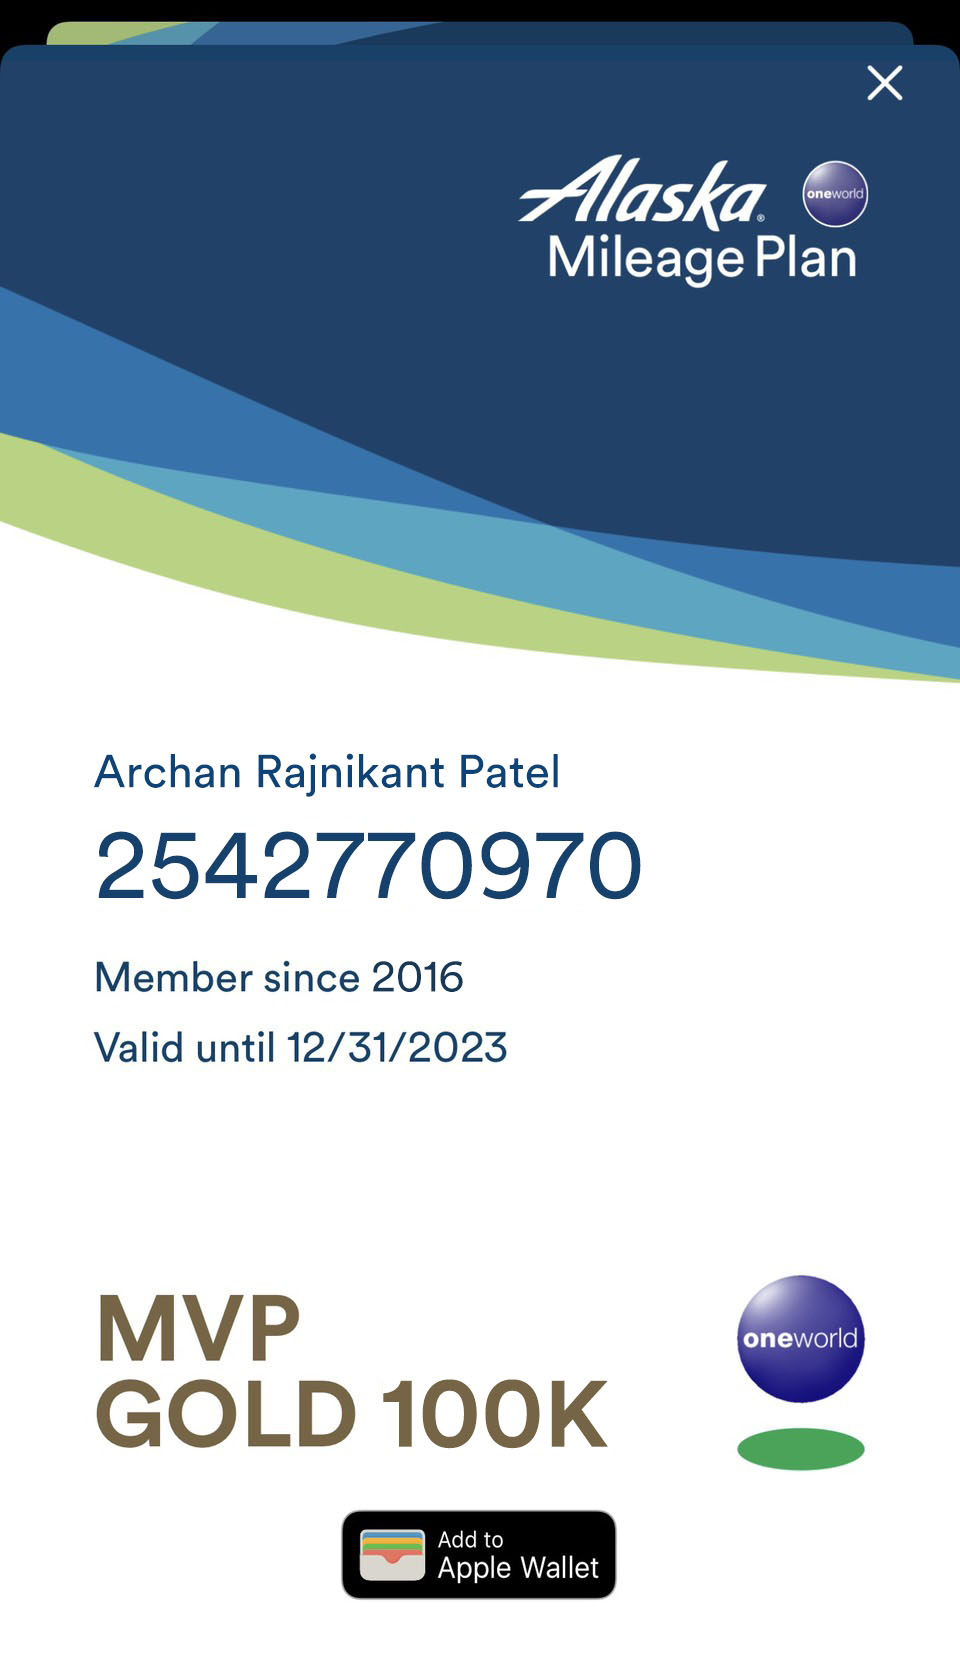 Alaska® oneworld
Mileage Plan
Archan Rajnikant Patel
2542770970
Member since 2016
Valid until 12/31/2023
MVP
GOLD 100K
oneworld
Add to
Apple Wallet